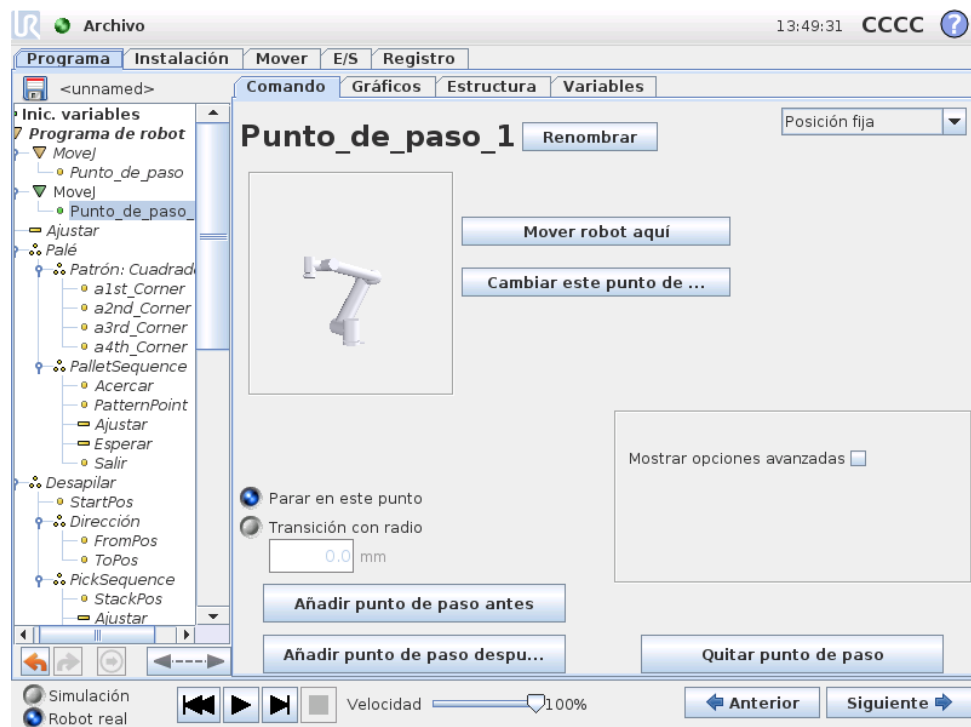 UR Archivo 13:49:31 CCCC ?
Programa Instalación Mover E/S Registro
<unnamed>
Comando Gráficos Estructura Variables
Inic. variables
Programa de robot
MoveJ
Punto_de_paso
MoveJ
Punto_de_paso_
Ajustar
Palé
Patrón: Cuadrad
a1st_Corner
a2nd_Corner
a3rd_Corner
a4th_Corner
PalletSequence
Acercar
PatternPoint
Ajustar
Esperar
Salir
Desapilar
StartPos
Dirección
FromPos
ToPos
PickSequence
StackPos
Ajustar
Punto_de_paso_1 Renombrar
Posición fija
Mover robot aquí
Cambiar este punto de ...
Mostrar opciones avanzadas
Parar en este punto
Transición con radio
0.0 mm
Añadir punto de paso antes
Añadir punto de paso despu...
Quitar punto de paso
Simulación
Robot real
Velocidad 100%
Anterior Siguiente